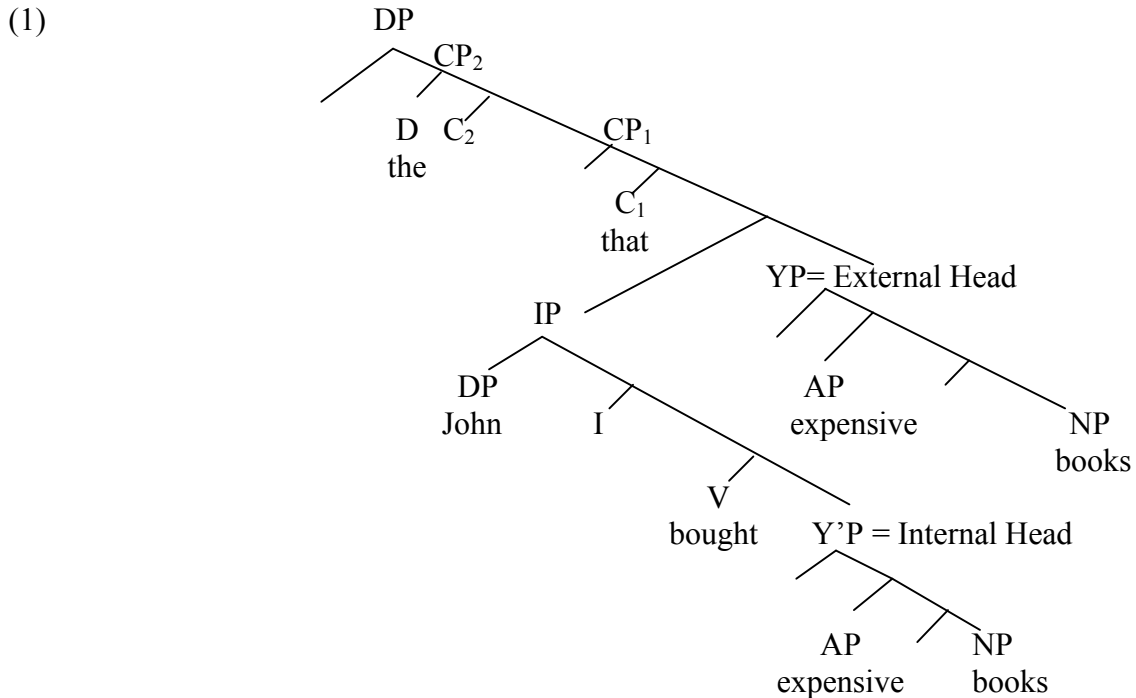 (1)
DP
CP₂
D C₂ CP₁
the
C₁
that
YP= External Head
IP
DP AP
John I expensive NP
books
V
bought Y’P = Internal Head
AP NP
expensive books